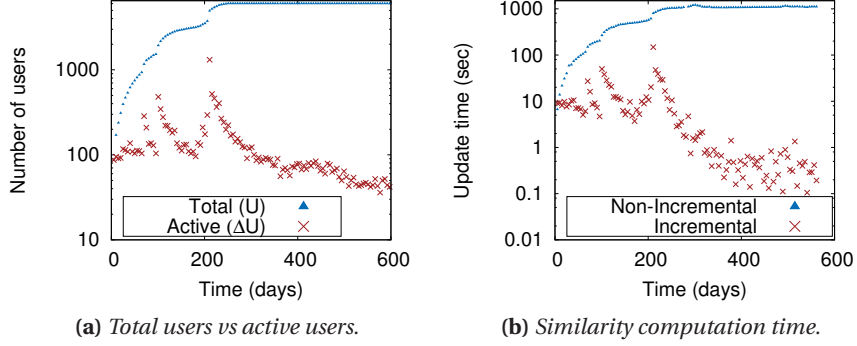 Number of users
1000
100
10
Total (U)
Active (ΔU)
0 200 400 600
Time (days)
(a) Total users vs active users.
Update time (sec)
1000
100
10
1
0.1
0.01
Non-Incremental
Incremental
0 200 400 600
Time (days)
(b) Similarity computation time.